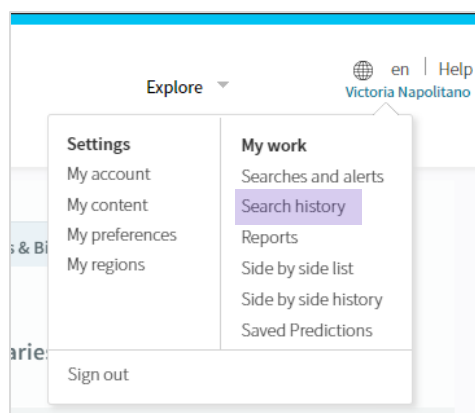 en | Help
Explore
Victoria Napolitano
Settings
My account
My content
My preferences
My regions
My work
Searches and alerts
Search history
Reports
Side by side list
Side by side history
Saved Predictions
Sign out